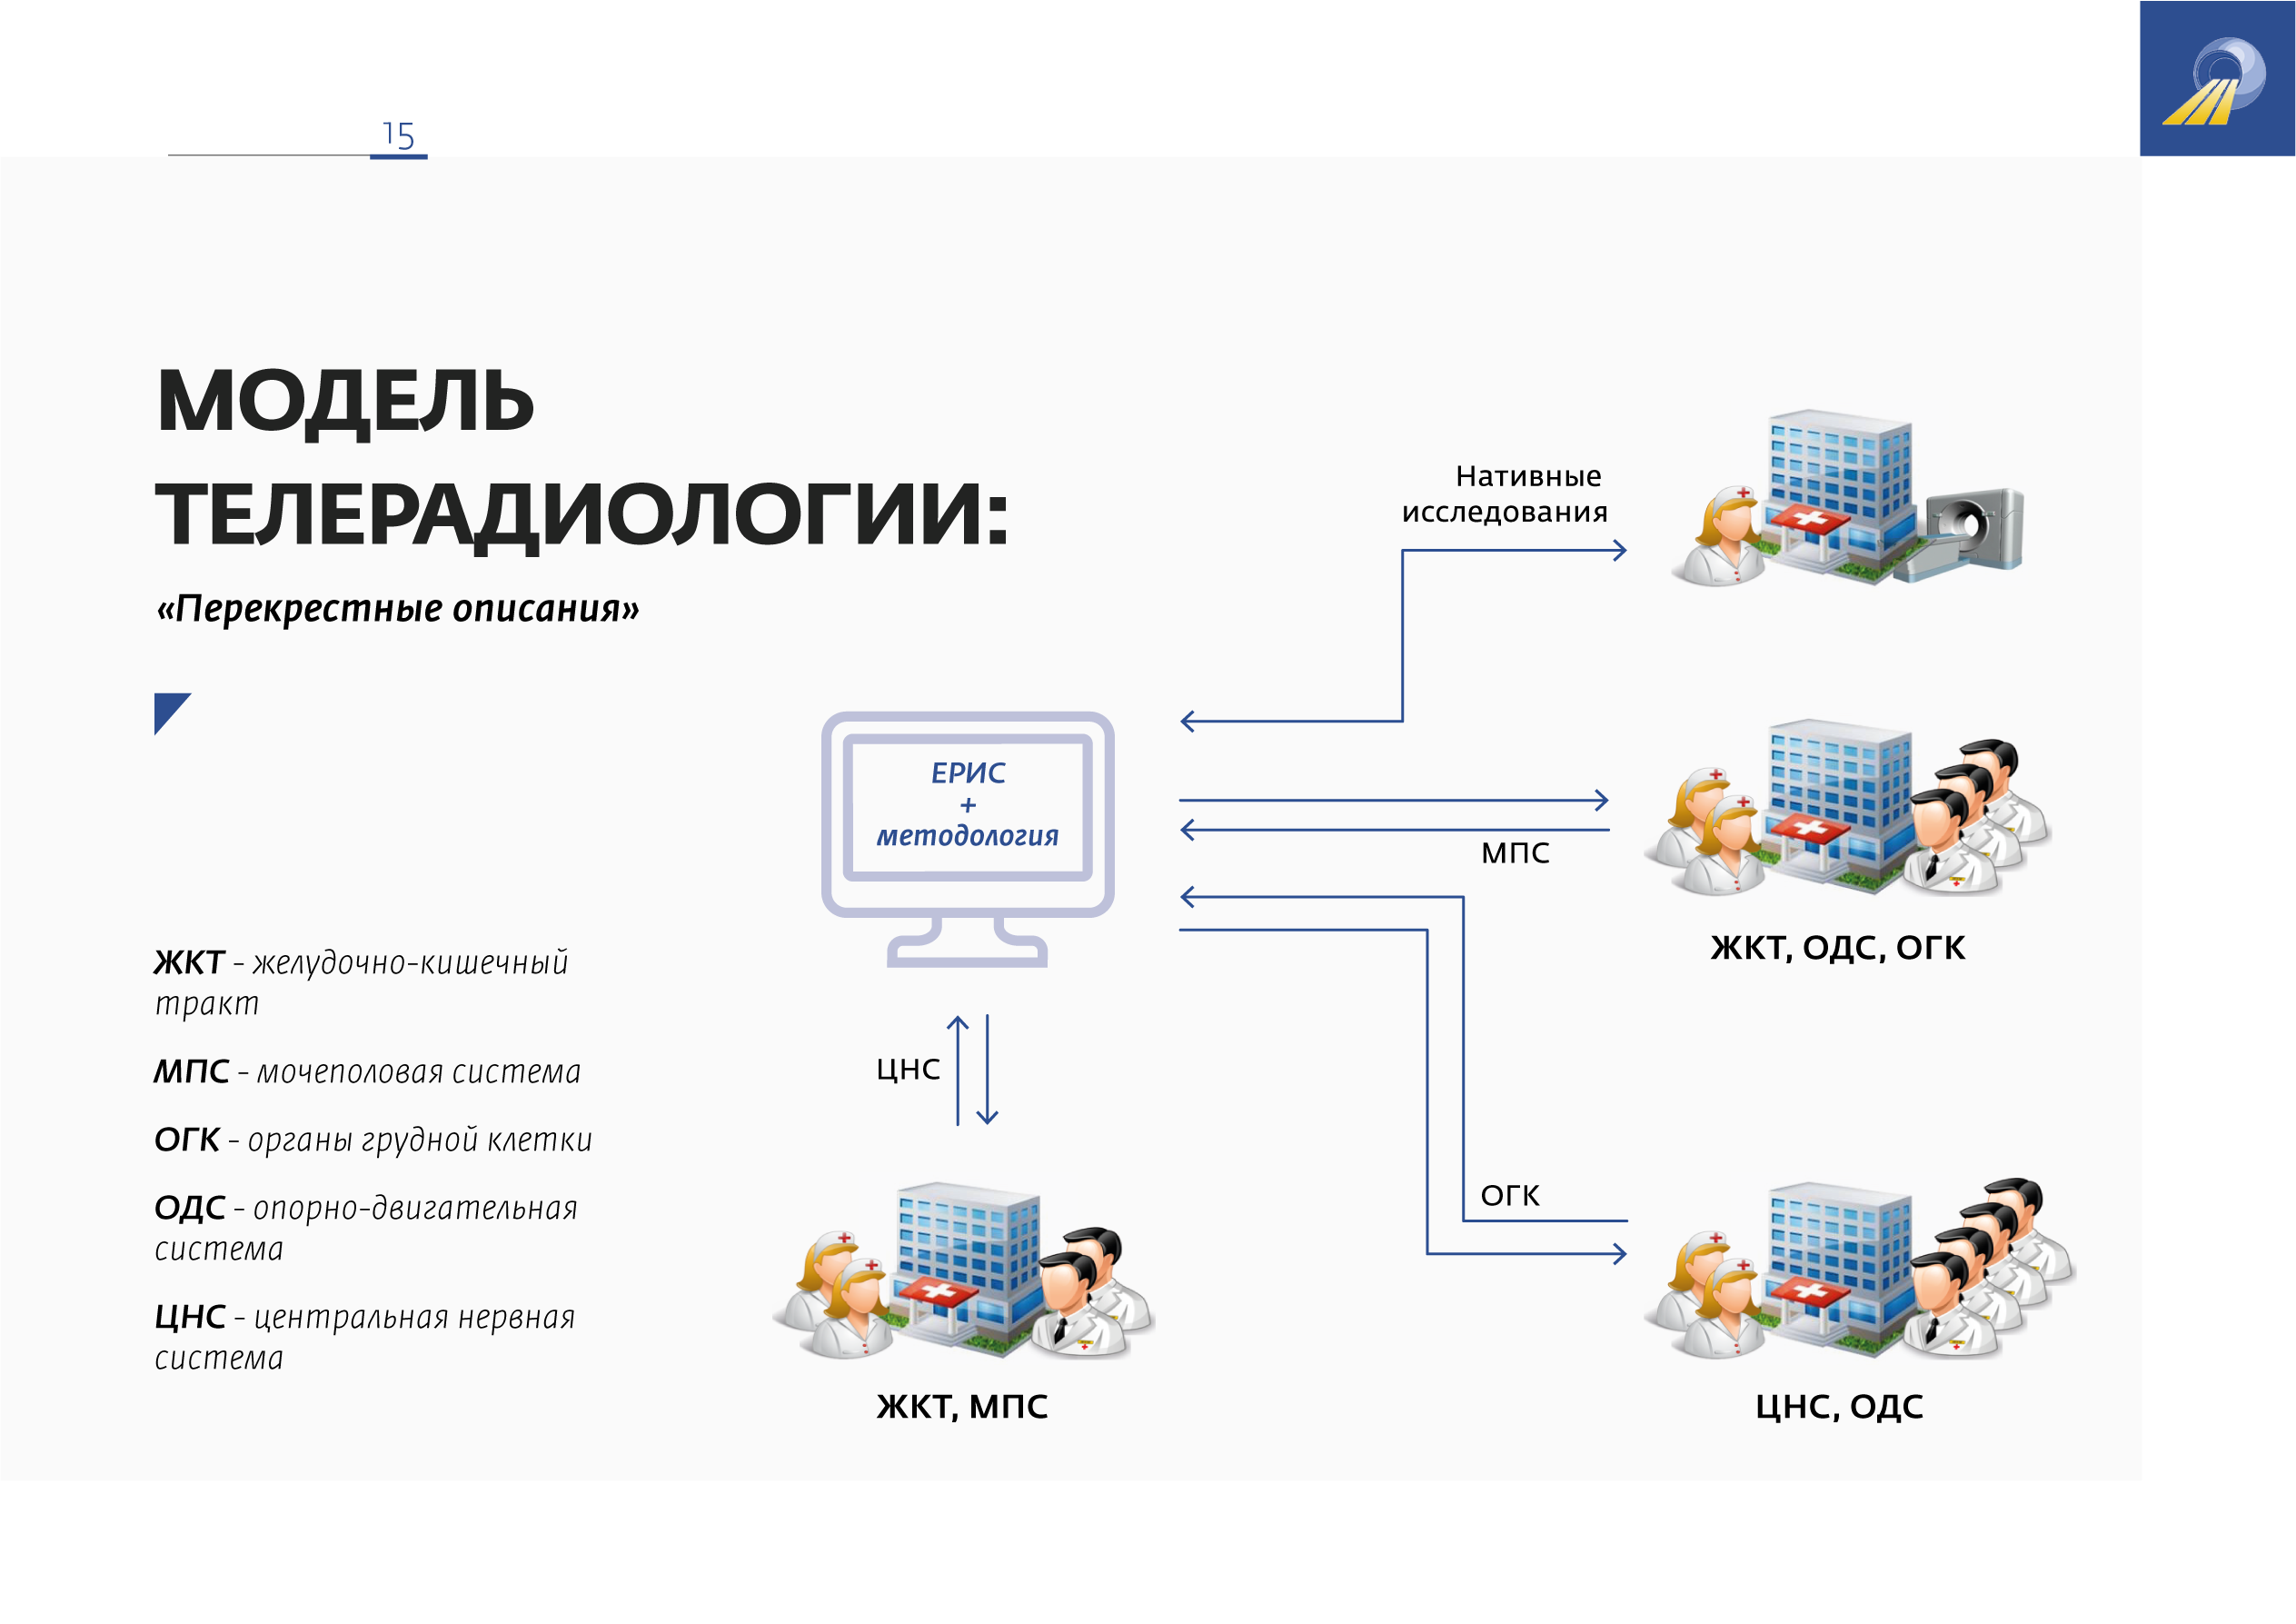 15
МОДЕЛЬ
ТЕЛЕРАДИОЛОГИИ:
«Перекрестные описания»
Нативные
исследования
ЕРИС
+
методология
МПС
ЖКТ, ОДС, ОГК
ЖКТ - желудочно-кишечный
тракт
МПС - мочеполовая система
ОГК - органы грудной клетки
ОДС - опорно-двигательная
система
ЦНС - центральная нервная
система
ЦНС
ОГК
ЖКТ, МПС
ЦНС, ОДС